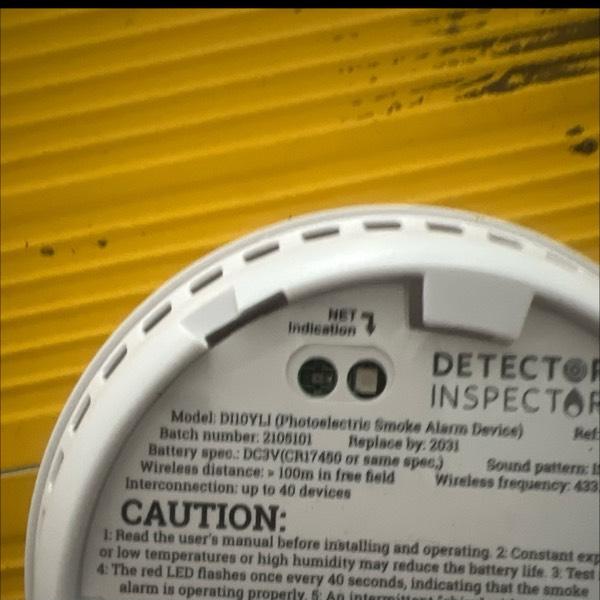 NET
Indication
DETECTOR
INSPECTOR
Model: DI10YLI (Photoelectric Smoke Alarm Device)
Batch number: 2105101 Replace by: 2031 Ref:
Battery spec.: DC3V(CR17450 or same spec.) Sound pattern:
Wireless distance: > 100m in free field Wireless frequency: 433
Interconnection: up to 40 devices
CAUTION:
1: Read the user's manual before installing and operating. 2: Constant exp
or low temperatures or high humidity may reduce the battery life. 3: Test
4: The red LED flashes once every 40 seconds, indicating that the smoke
alarm is operating properly. 5: An intermittent